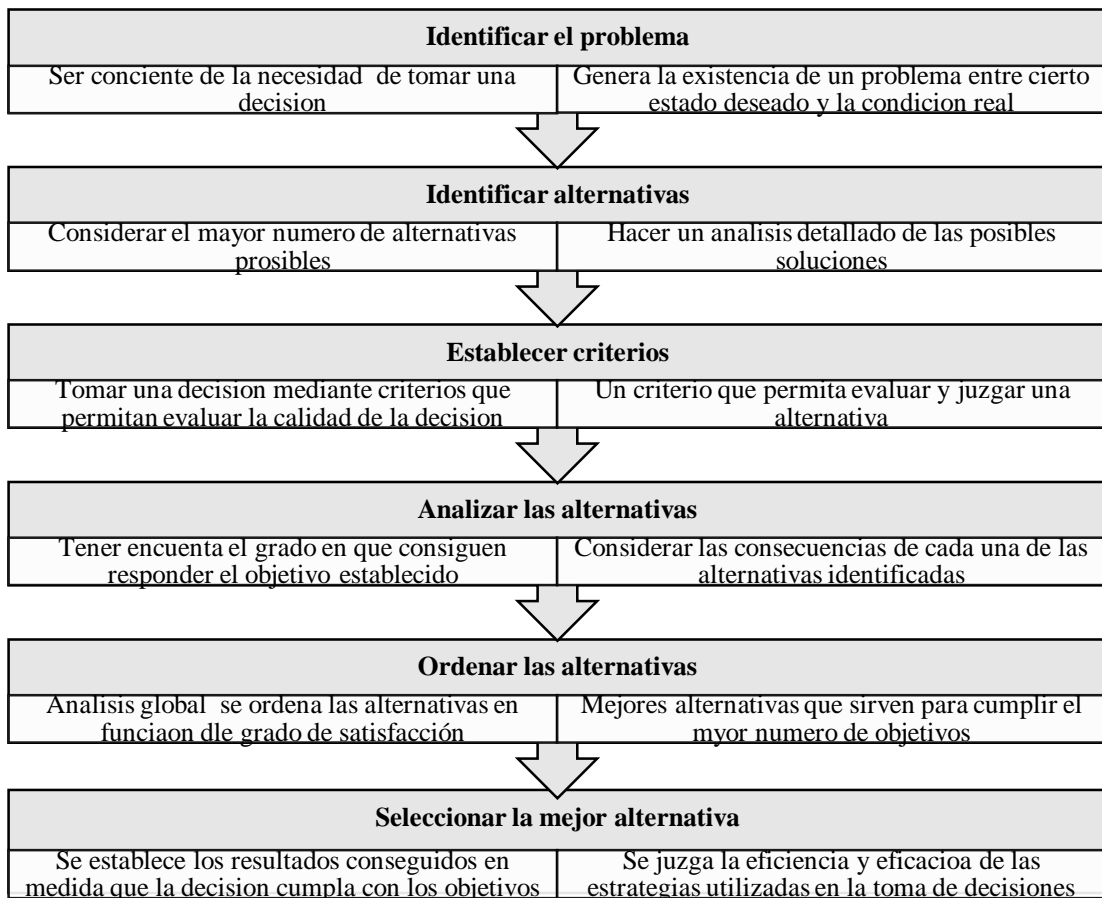 Identificar el problema
Ser conciente de la necesidad  de tomar una
decision
Genera la existencia de un problema entre cierto
estado deseado y la condicion real
Identificar alternativas
Considerar el mayor numero de alternativas
prosibles
Hacer un analisis detallado de las posibles
soluciones
Establecer criterios
Tomar una decision mediante criterios que
permitan evaluar la calidad de la decision
Un criterio que permita evaluar y juzgar una
alternativa
Analizar las alternativas
Tener encuenta el grado en que consiguen
responder el objetivo establecido
Considerar las consecuencias de cada una de las
alternativas identificadas
Ordenar las alternativas
Analisis global  se ordena las alternativas en
funciaon dle grado de satisfacción
Mejores alternativas que sirven para cumplir el
myor numero de objetivos
Seleccionar la mejor alternativa
Se establece los resultados conseguidos en
medida que la decision cumpla con los objetivos
Se juzga la eficiencia y eficacioa de las
estrategias utilizadas en la toma de decisiones